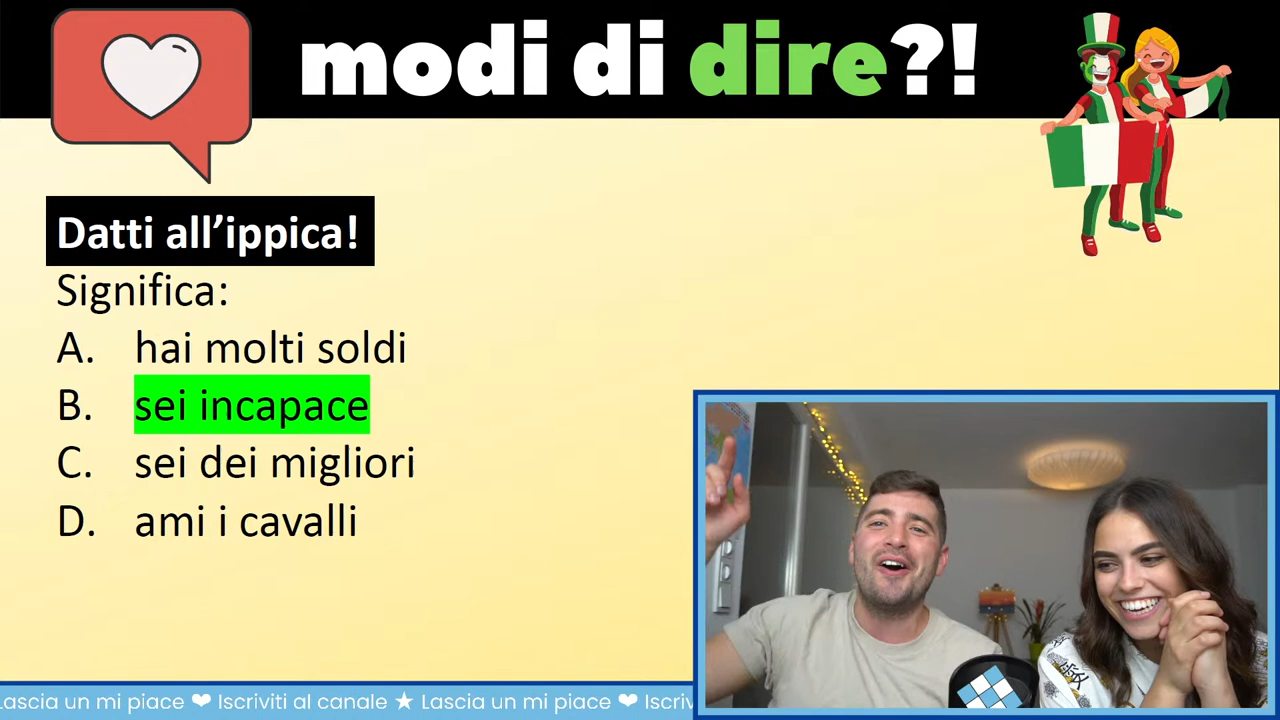 modi di dire?!
Datti all’ippica!
Significa:
A. hai molti soldi
B. sei incapace
C. sei dei migliori
D. ami i cavalli
Lascia un mi piace ❤ Iscriviti al canale ★ Lascia un mi piace ❤ Iscriv